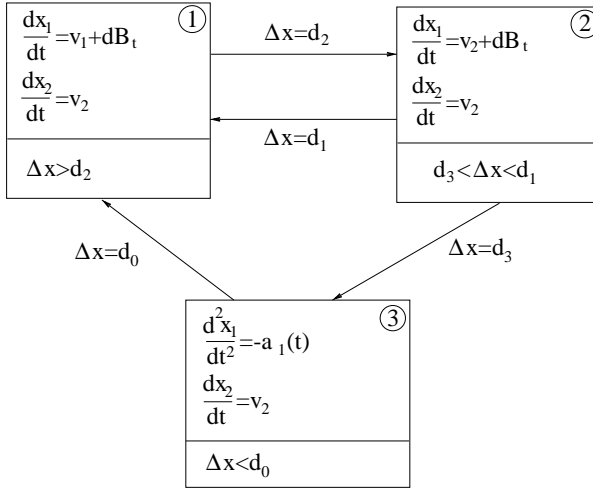 ①
dx₁/dt=v₁+dBₜ
dx₂/dt=v₂
Δx>d₂
Δx=d₂
Δx=d₁
②
dx₁/dt=v₂+dBₜ
dx₂/dt=v₂
d₃<Δx<d₁
Δx=d₀
Δx=d₃
③
d²x₁/dt²=-a₁(t)
dx₂/dt=v₂
Δx<d₀